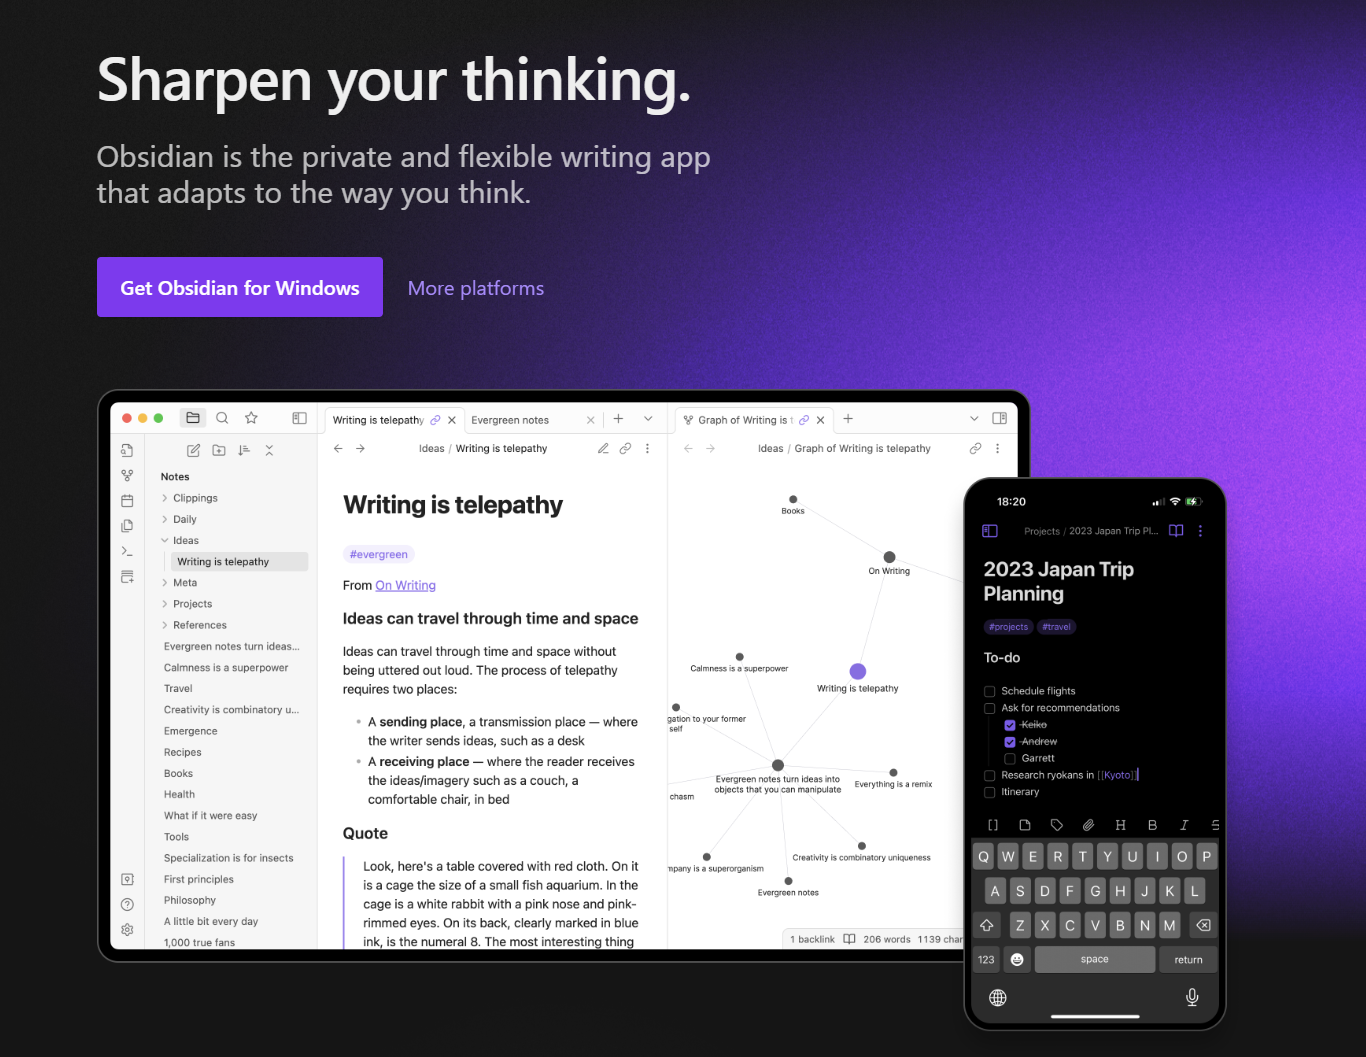 Sharpen your thinking.
Obsidian is the private and flexible writing app
that adapts to the way you think.
Get Obsidian for Windows
More platforms
Writing is telepathy
Evergreen notes
Graph of Writing is t
Ideas / Writing is telepathy
Ideas / Graph of Writing is telepathy
Notes
Clippings
Daily
Ideas
Writing is telepathy
Meta
Projects
References
Evergreen notes turn ideas...
Calmness is a superpower
Travel
Creativity is combinatory u...
Emergence
Recipes
Books
Health
What if it were easy
Tools
Specialization is for insects
First principles
Philosophy
A little bit every day
1,000 true fans
Writing is telepathy
#evergreen
From On Writing
Ideas can travel through time and space
Ideas can travel through time and space without
being uttered out loud. The process of telepathy
requires two places:
• A sending place, a transmission place — where
the writer sends ideas, such as a desk
• A receiving place — where the reader receives
the ideas/imagery such as a couch, a
comfortable chair, in bed
Quote
Look, here's a table covered with red cloth. On it
is a cage the size of a small fish aquarium. In the
cage is a white rabbit with a pink nose and pink-
rimmed eyes. On its back, clearly marked in blue
ink, is the numeral 8. The most interesting thing
Books
On Writing
Calmness is a superpower
Writing is telepathy
gation to your former
self
Evergreen notes turn ideas into
objects that you can manipulate
Everything is a remix
chasm
Creativity is combinatory uniqueness
mpany is a superorganism
Evergreen notes
1 backlink 206 words 1139 char
18:20
Projects / 2023 Japan Trip Pl...
2023 Japan Trip
Planning
#projects #travel
To-do
Schedule flights
Ask for recommendations
Keiko
Andrew
Garrett
Research ryokans in [[Kyoto]]
Itinerary
[] H B I S
Q W E R T Y U I O P
A S D F G H J K L
Z X C V B N M
123 space return